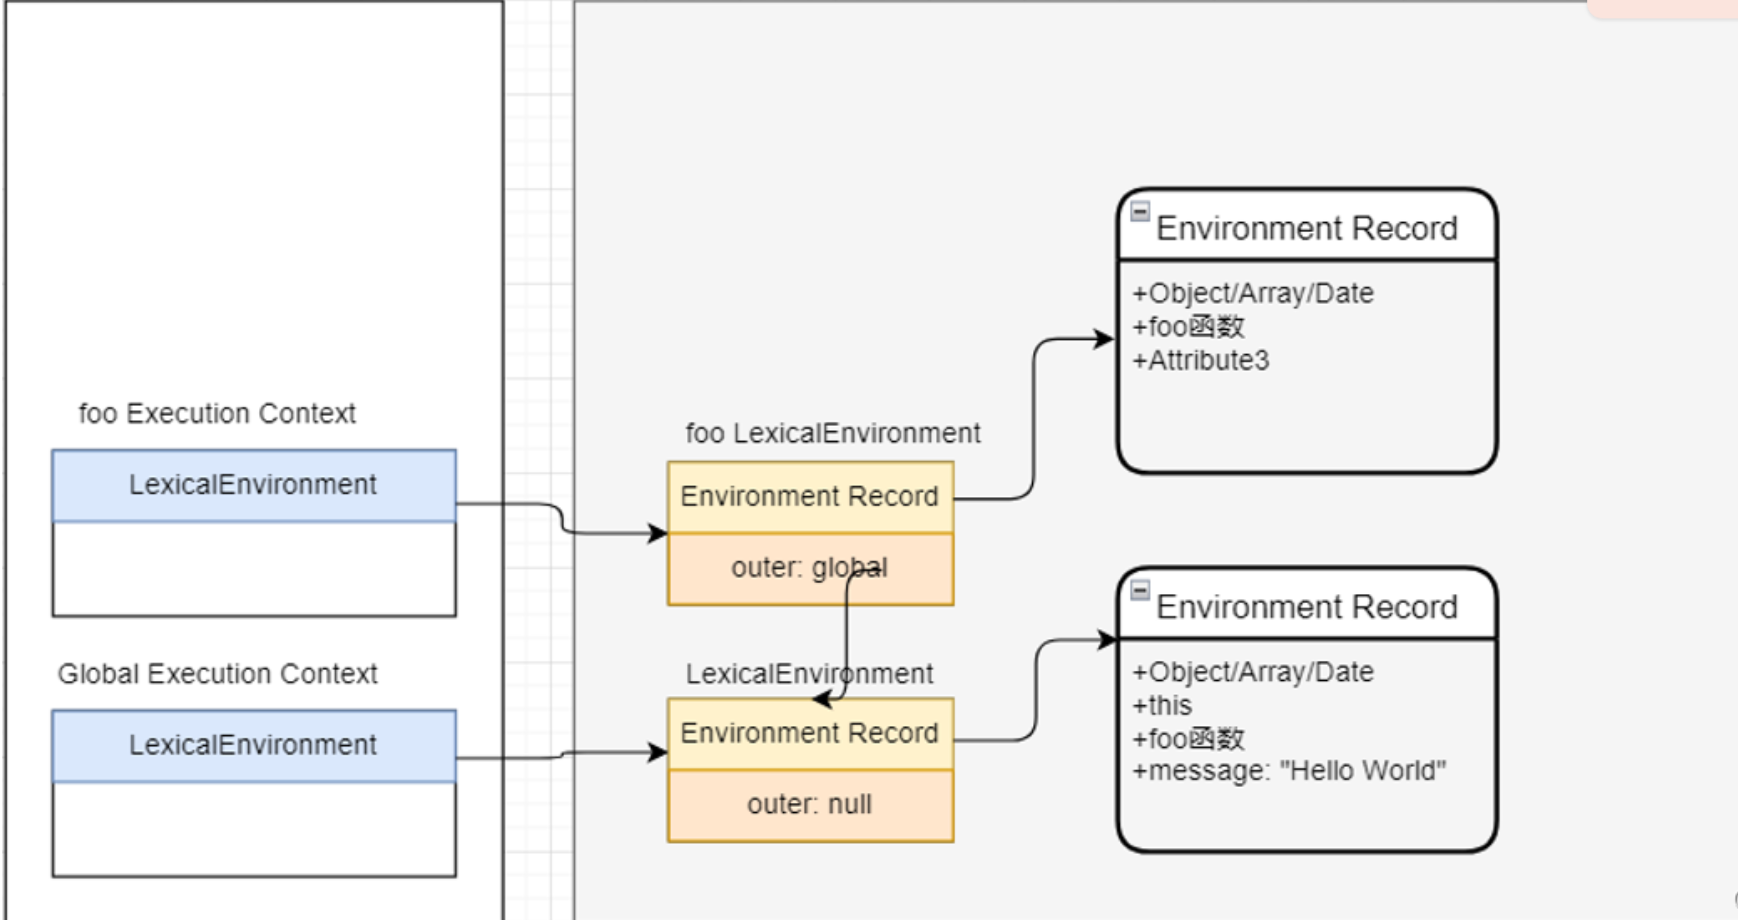 foo Execution Context
LexicalEnvironment
Global Execution Context
LexicalEnvironment
foo LexicalEnvironment
Environment Record
outer: global
LexicalEnvironment
Environment Record
outer: null
Environment Record
+Object/Array/Date
+foo函数
+Attribute3
Environment Record
+Object/Array/Date
+this
+foo函数
+message: "Hello World"